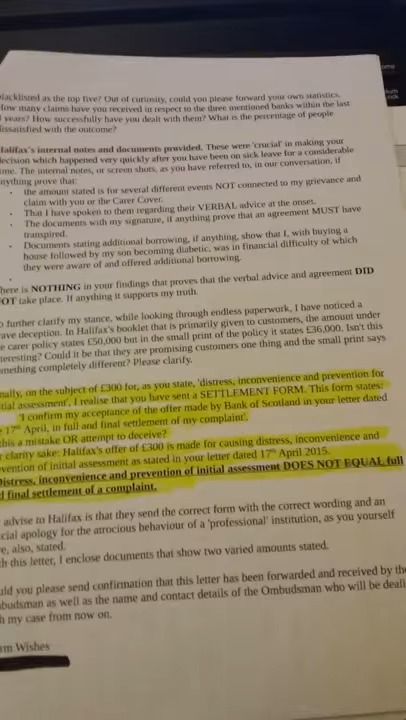 blacklisted as the top five? Out of curiosity, could you please forward your own statistics.
How many claims have you received in respect to the three mentioned banks within the last
years? How successfully have you dealt with them? What is the percentage of people
issatisfied with the outcome?
Halifax's internal notes and documents provided. These were 'crucial' in making your
decision which happened very quickly after you have been on sick leave for a considerable
ime. The internal notes, or screen shots, as you have referred to, in our conversation, if
nything prove that:
· the amount stated is for several different events NOT connected to my grievance and
claim with you or the Carer Cover.
· That I have spoken to them regarding their VERBAL advice at the onset.
· The documents with my signature, if anything prove that an agreement MUST have
transpired.
· Documents stating additional borrowing, if anything, show that I, with buying a
house followed by my son becoming diabetic, was in financial difficulty of which
they were aware of and offered additional borrowing.
·
here is NOTHING in your findings that proves that the verbal advice and agreement DID
OT take place. If anything it supports my truth.
o further clarify my stance, while looking through endless paperwork, I have noticed a
rave deception. In Halifax's booklet that is primarily given to customers, the amount under
e carer policy states £50,000 but in the small print of the policy it states £36,000. Isn't this
teresting? Could it be that they are promising customers one thing and the small print says
mething completely different? Please clarify.
nally, on the subject of £300 for, as you state, 'distress, inconvenience and prevention for
tial assessment', I realise that you have sent a SETTLEMENT FORM. This form states:
'I confirm my acceptance of the offer made by Bank of Scotland in your letter dated
17th April, in full and final settlement of my complaint'.
this a mistake OR attempt to deceive?
r clarity sake: Halifax's offer of £300 is made for causing distress, inconvenience and
evention of initial assessment as stated in your letter dated 17th April 2015.
Distress, inconvenience and prevention of initial assessment DOES NOT EQUAL full
d final settlement of a complaint.
advise to Halifax is that they send the correct form with the correct wording and an
cial apology for the atrocious behaviour of a 'professional' institution, as you yourself
e, also, stated.
h this letter, I enclose documents that show two varied amounts stated.
uld you please send confirmation that this letter has been forwarded and received by the
budsman as well as the name and contact details of the Ombudsman who will be deali
h my case from now on.
rm Wishes